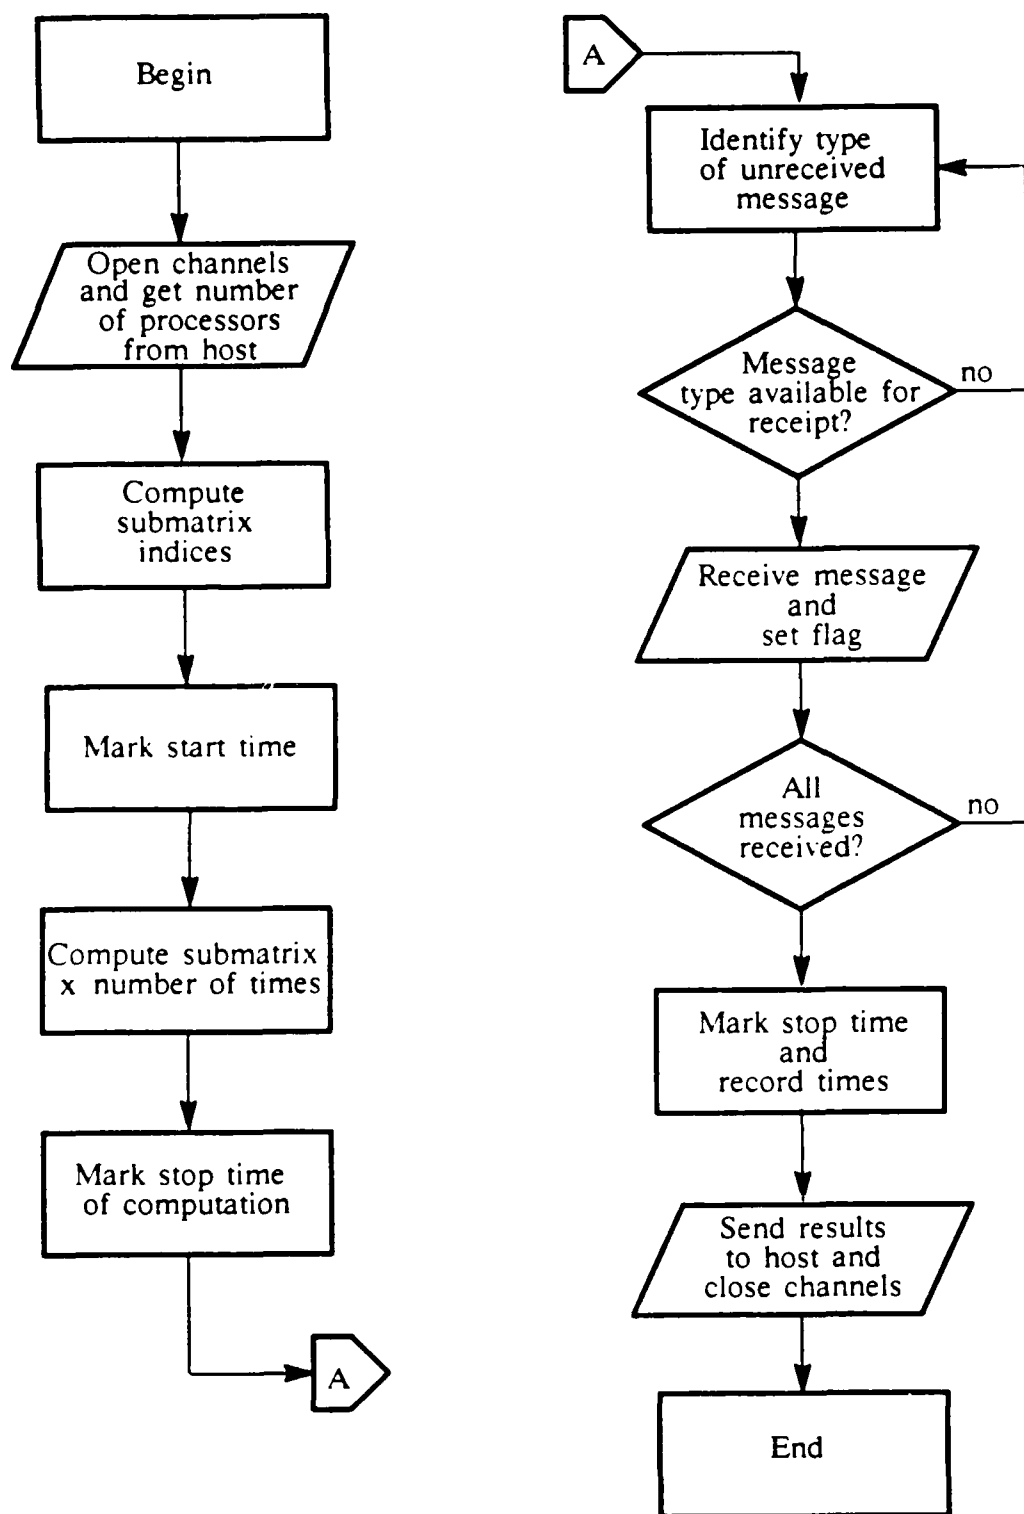 Begin
Open channels
and get number
of processors
from host
Compute
submatrix
indices
Mark start time
Compute submatrix
x number of times
Mark stop time
of computation
A
A
Identify type
of unreceived
message
Message
type available for
receipt?
no
Receive message
and
set flag
All
messages
received?
no
Mark stop time
and
record times
Send results
to host and
close channels
End